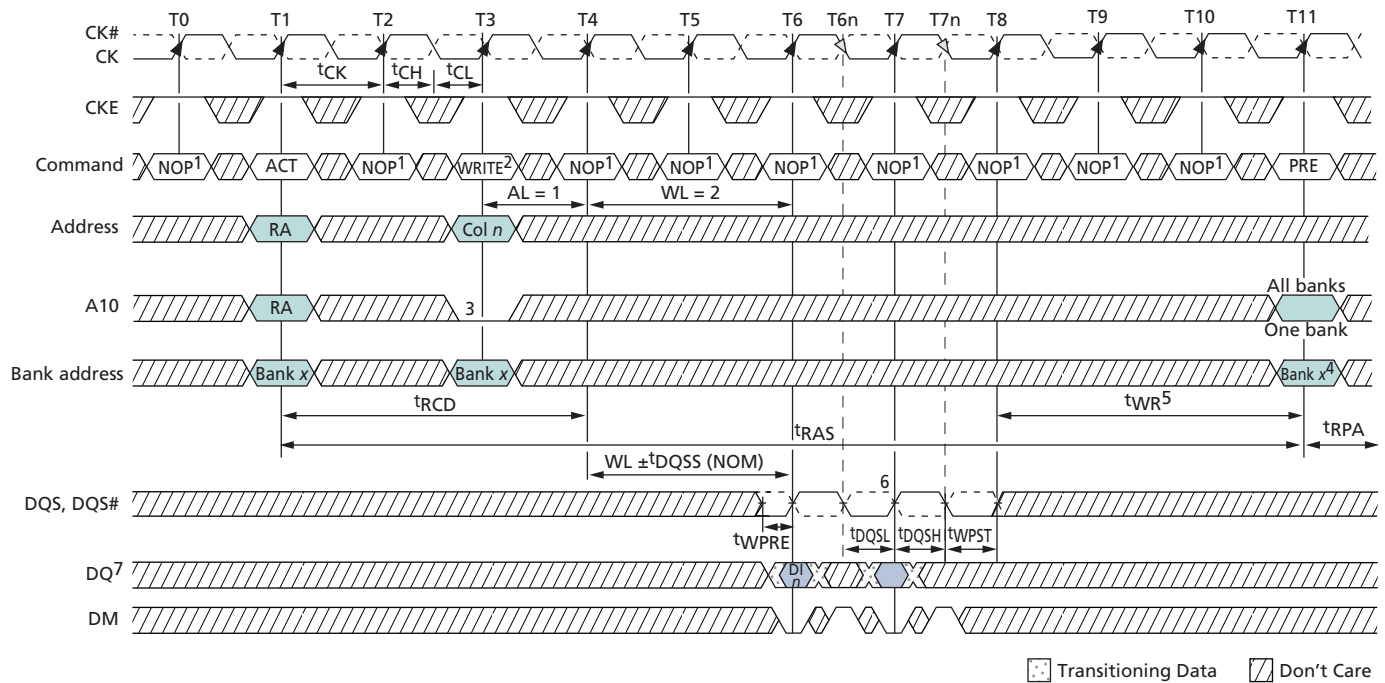 T0 T1 T2 T3 T4 T5 T6 T6n T7 T7n T8 T9 T10 T11
CK#
CK
tCK tCH tCL
CKE
Command NOP1 ACT NOP1 WRITE2 NOP1 NOP1 NOP1 NOP1 NOP1 NOP1 NOP1 PRE
AL = 1 WL = 2
Address RA Col n
All banks
A10 RA 3
One bank
Bank address Bank x Bank x Bank x4
tRCD tWR5
tRAS tRPA
WL ±tDQSS (NOM) 6
DQS, DQS#
tWPRE tDQSL tDQSH tWPST
DQ7 DI
n
DM
Transitioning Data Don't Care